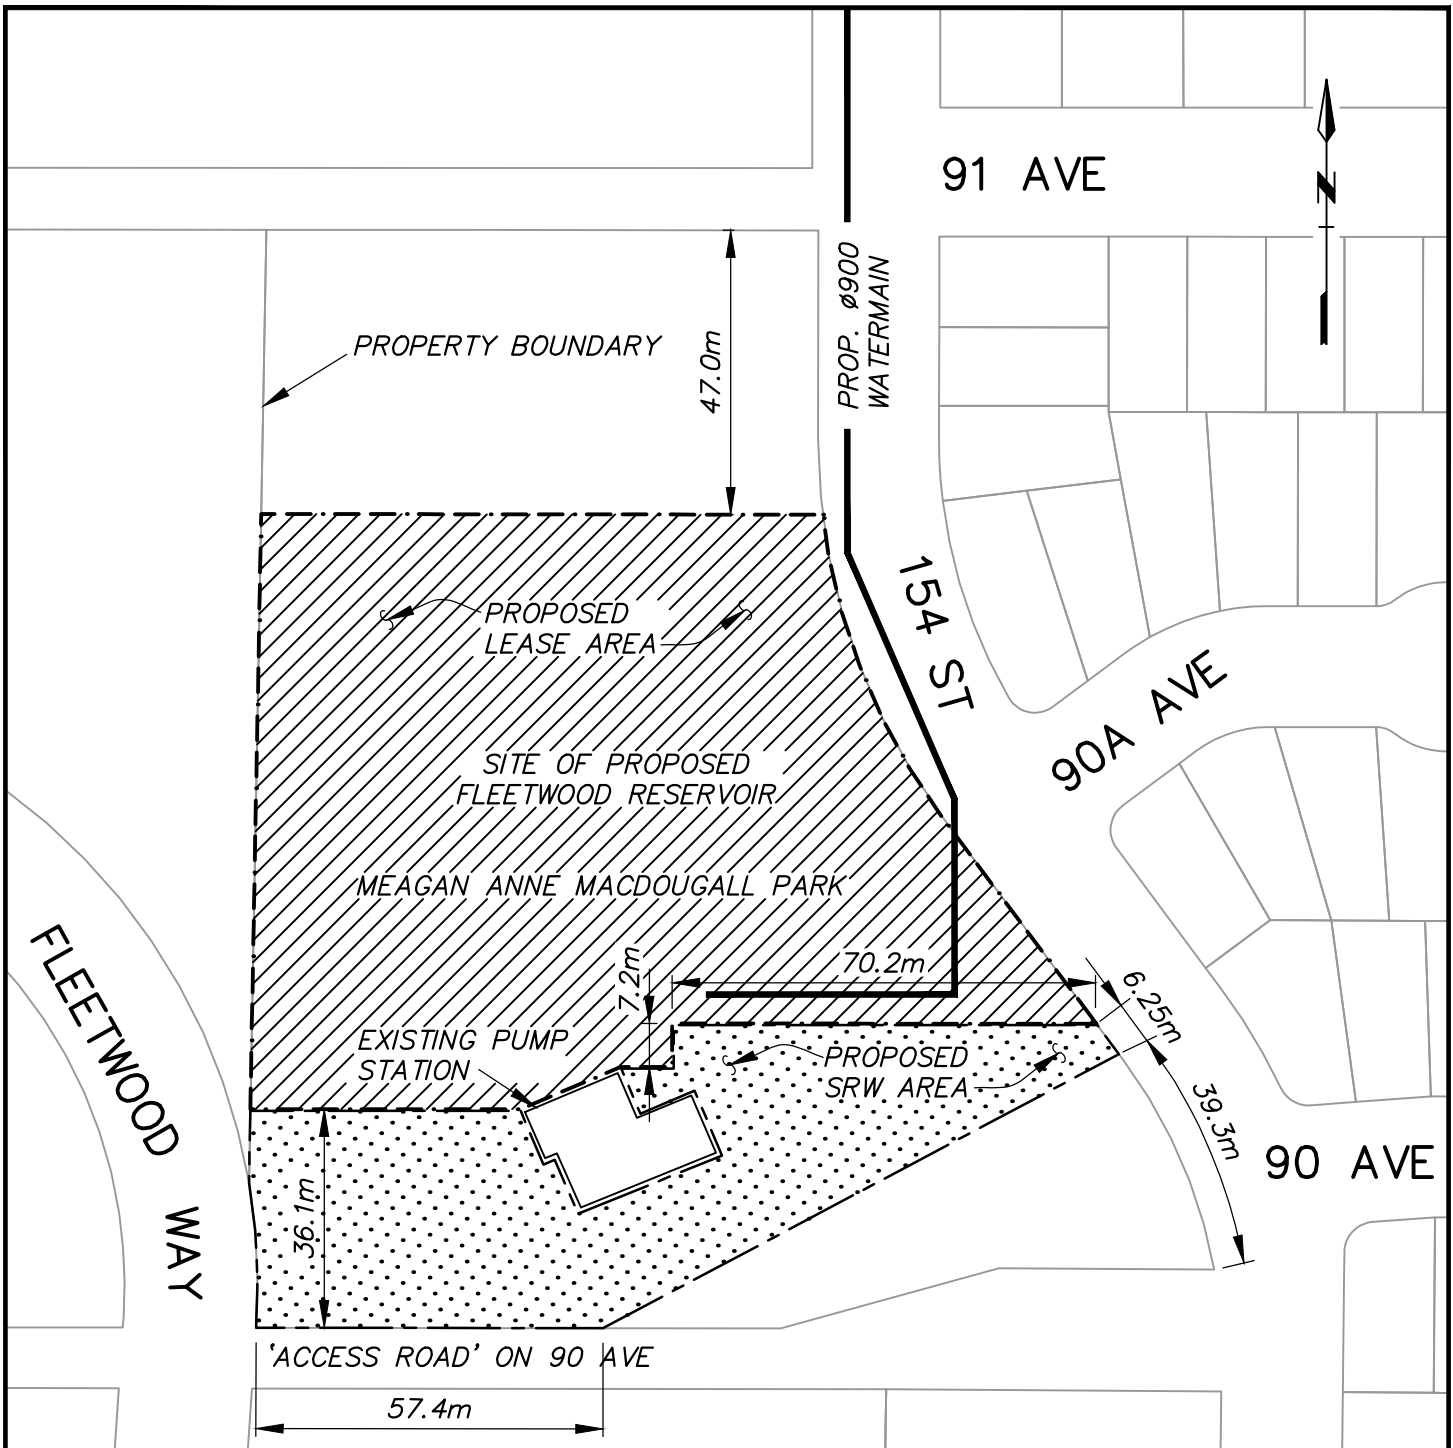 91 AVE
N
PROP. ø900
WATERMAIN
PROPERTY BOUNDARY
47.0m
154 ST
PROPOSED
LEASE AREA
90A AVE
SITE OF PROPOSED
FLEETWOOD RESERVOIR
MEAGAN ANNE MACDOUGALL PARK
FLEETWOOD WAY
7.2m
70.2m
6.25m
EXISTING PUMP
STATION
PROPOSED
SRW AREA
39.3m
90 AVE
36.1m
'ACCESS ROAD' ON 90 AVE
57.4m